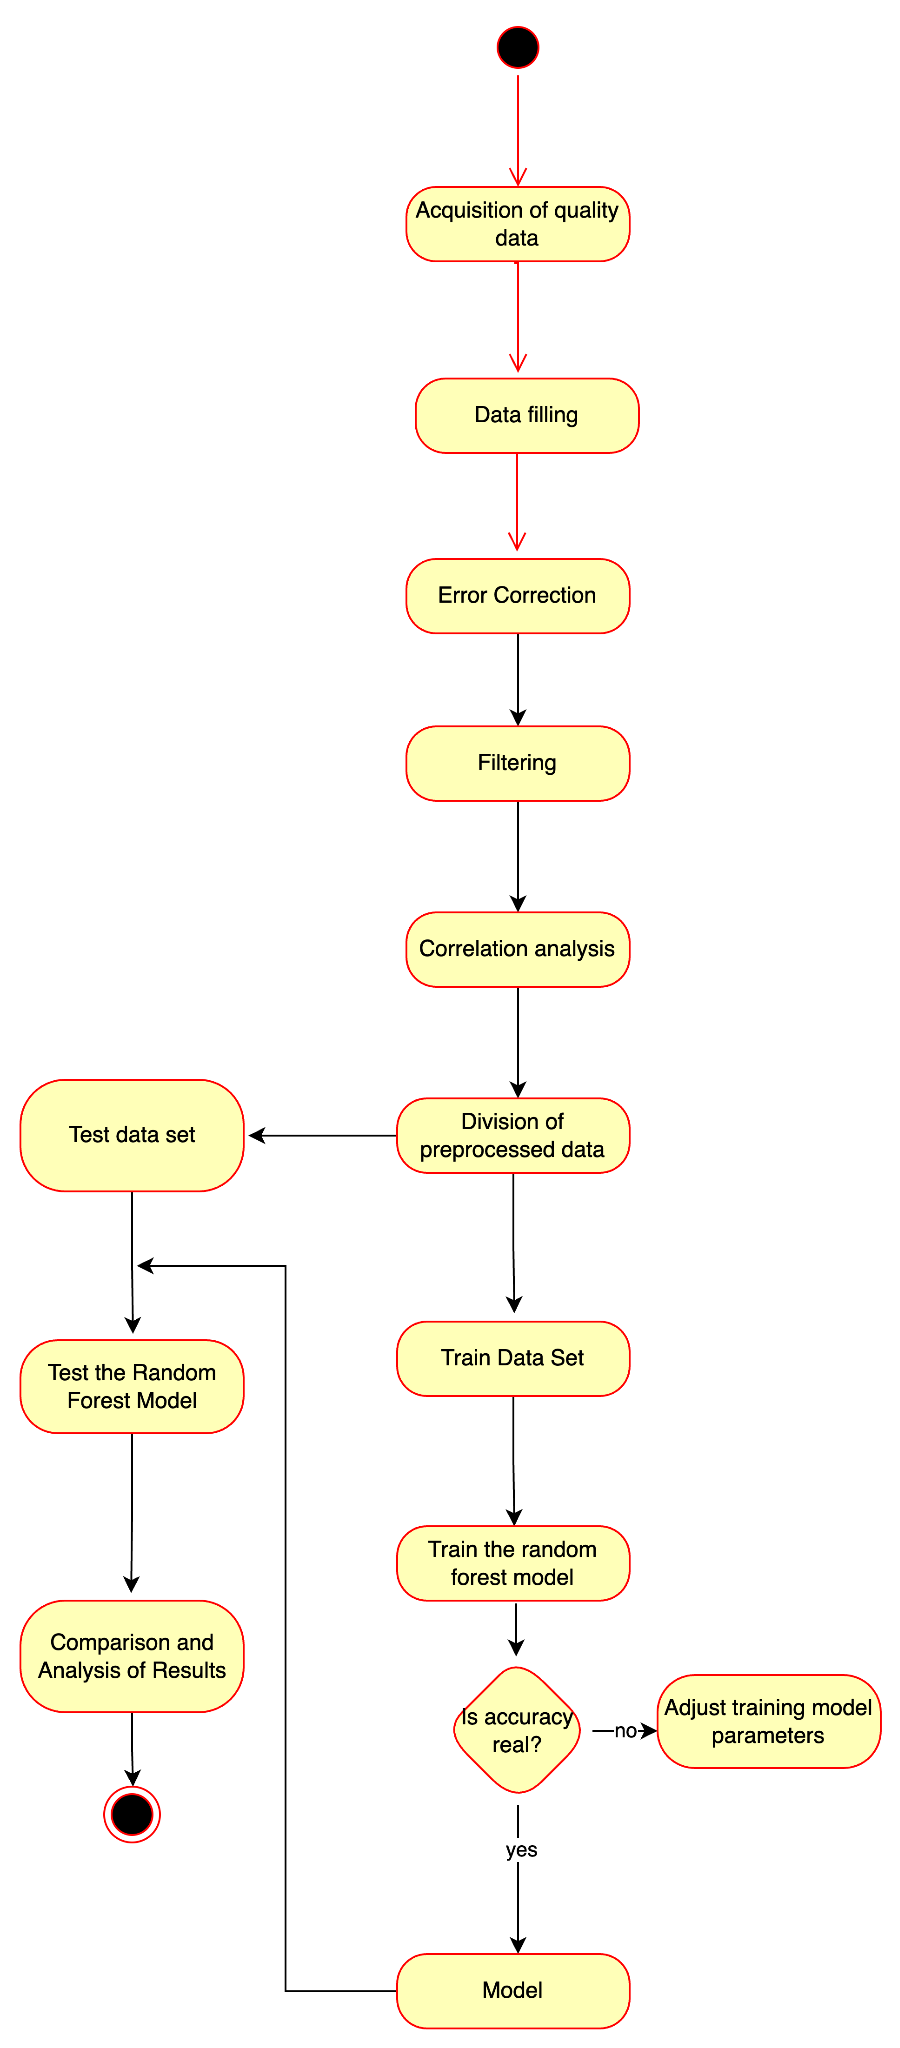 Acquisition of quality
data
Data filling
Error Correction
Filtering
Correlation analysis
Division of
preprocessed data
Test data set
Train Data Set
Test the Random
Forest Model
Train the random
forest model
Comparison and
Analysis of Results
Is accuracy
real?
no
Adjust training model
parameters
yes
Model